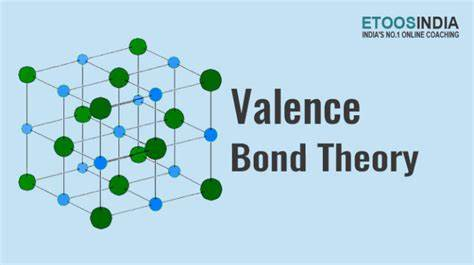 ETOOSINDIA
INDIA'S NO.1 ONLINE COACHING
Valence
Bond Theory